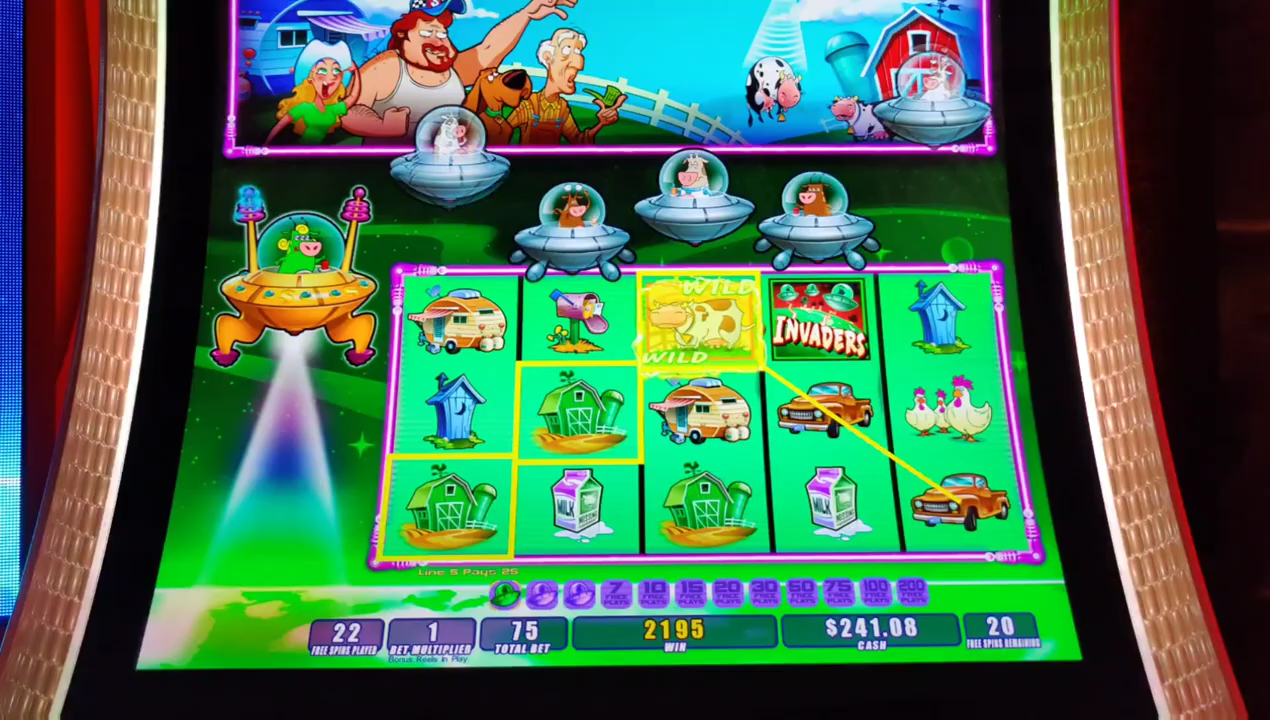 WILD
WILD
INVADERS
MILK
MISSING
MILK
MISSING
Line 5 Pays 25
7 FREE PLAYS
10 FREE PLAYS
15 FREE PLAYS
20 FREE PLAYS
30 FREE PLAYS
50 FREE PLAYS
75 FREE PLAYS
100 FREE PLAYS
200 FREE PLAYS
22 1 75 2195 $241.08 20
FREE SPINS PLAYED BET MULTIPLIER TOTAL BET WIN CASH FREE SPINS REMAINING
Bonus Reels In Play